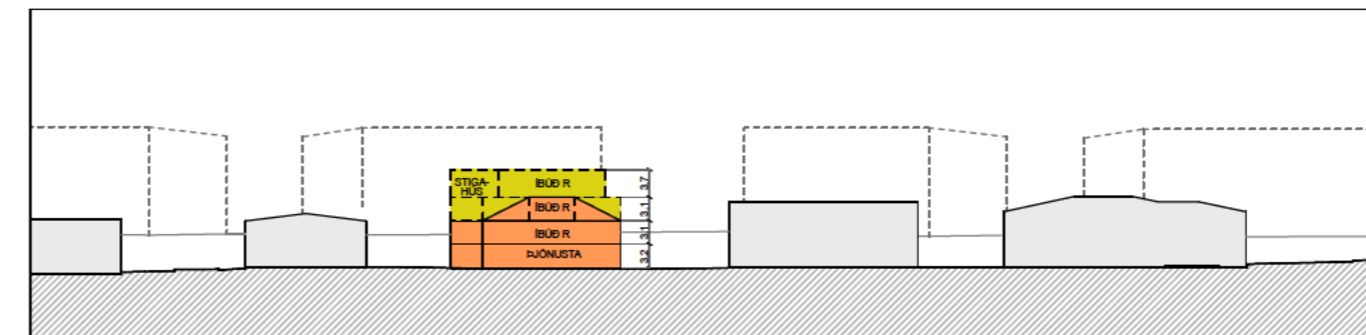 STIGA-
HÚS
ÍBÚÐ R
ÍBÚÐ R
ÍBÚÐ R
ÞJÓNUSTA
3.7
3.1
3.1
3.2